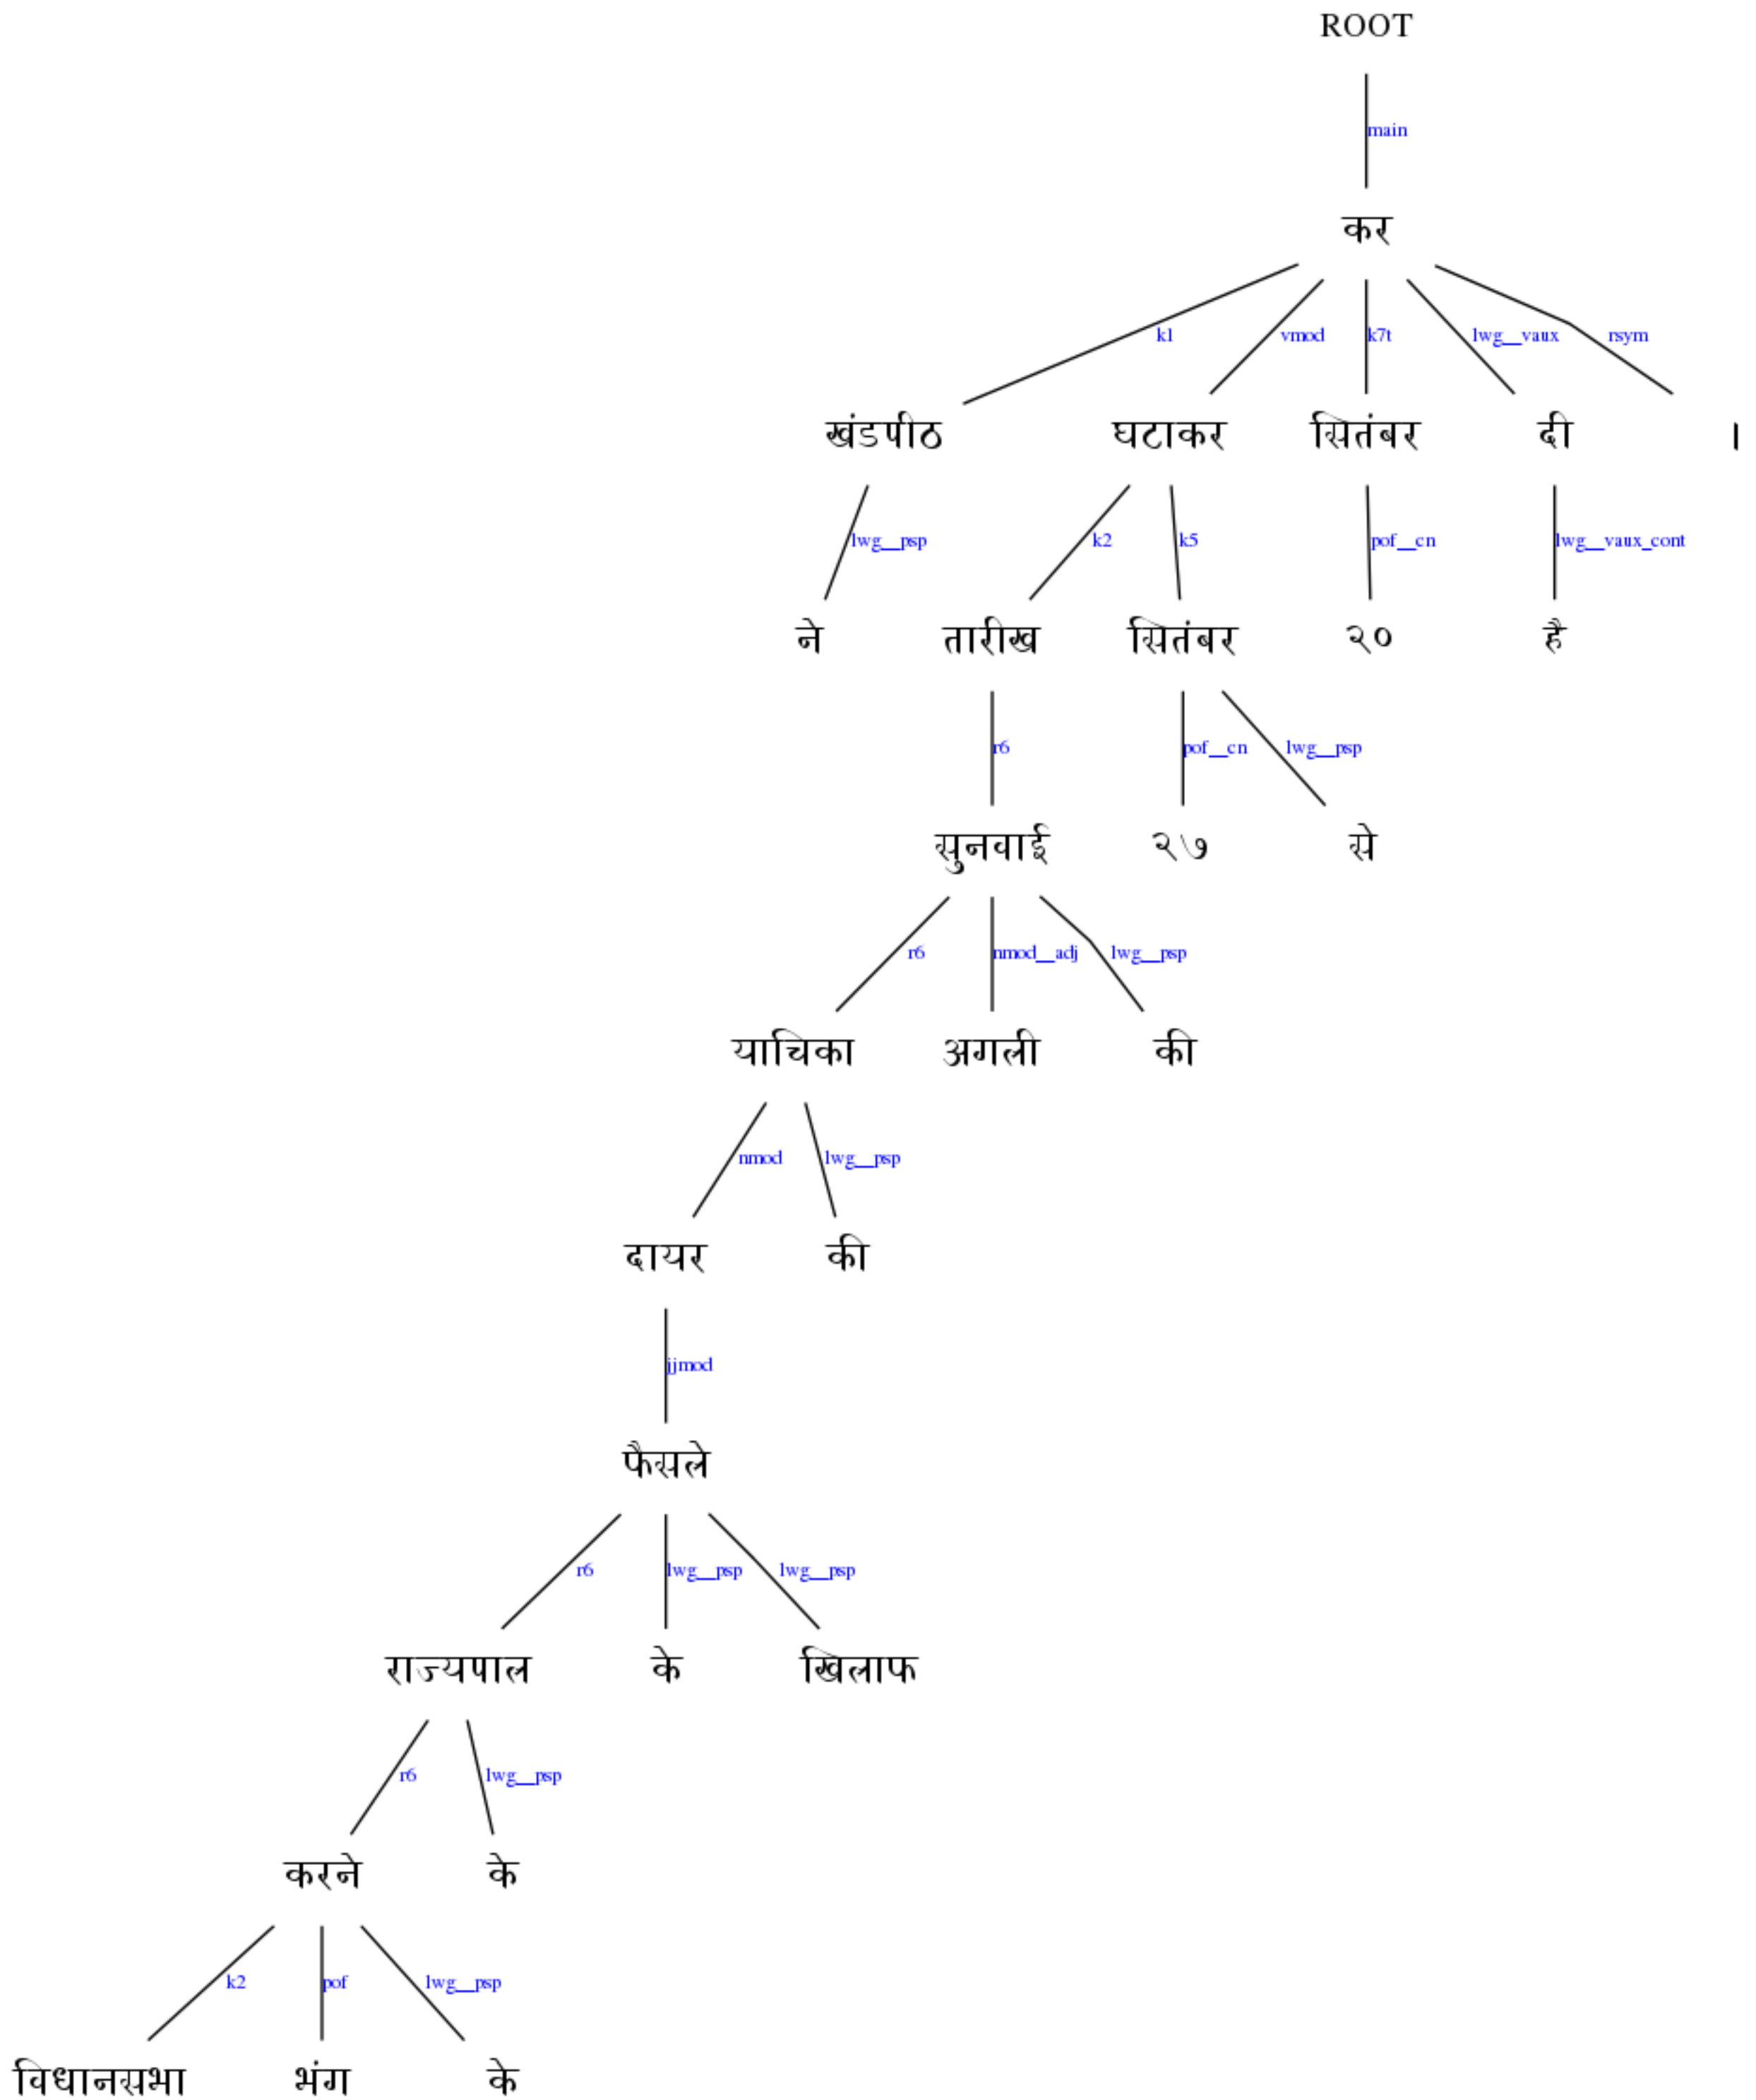 ROOT
main
कर
k1 vmod k7t lwg__vaux rsym
खंडपीठ घटाकर सितंबर दी ।
lwg__psp k2 k5 pof__cn lwg__vaux_cont
ने तारीख सितंबर २० है
r6 pof__cn lwg__psp
सुनवाई २७ से
r6 nmod__adj lwg__psp
याचिका अगली की
nmod lwg__psp
दायर की
jjmod
फैसले
r6 lwg__psp lwg__psp
राज्यपाल के खिलाफ
r6 lwg__psp
करने के
k2 pof lwg__psp
विधानसभा भंग के